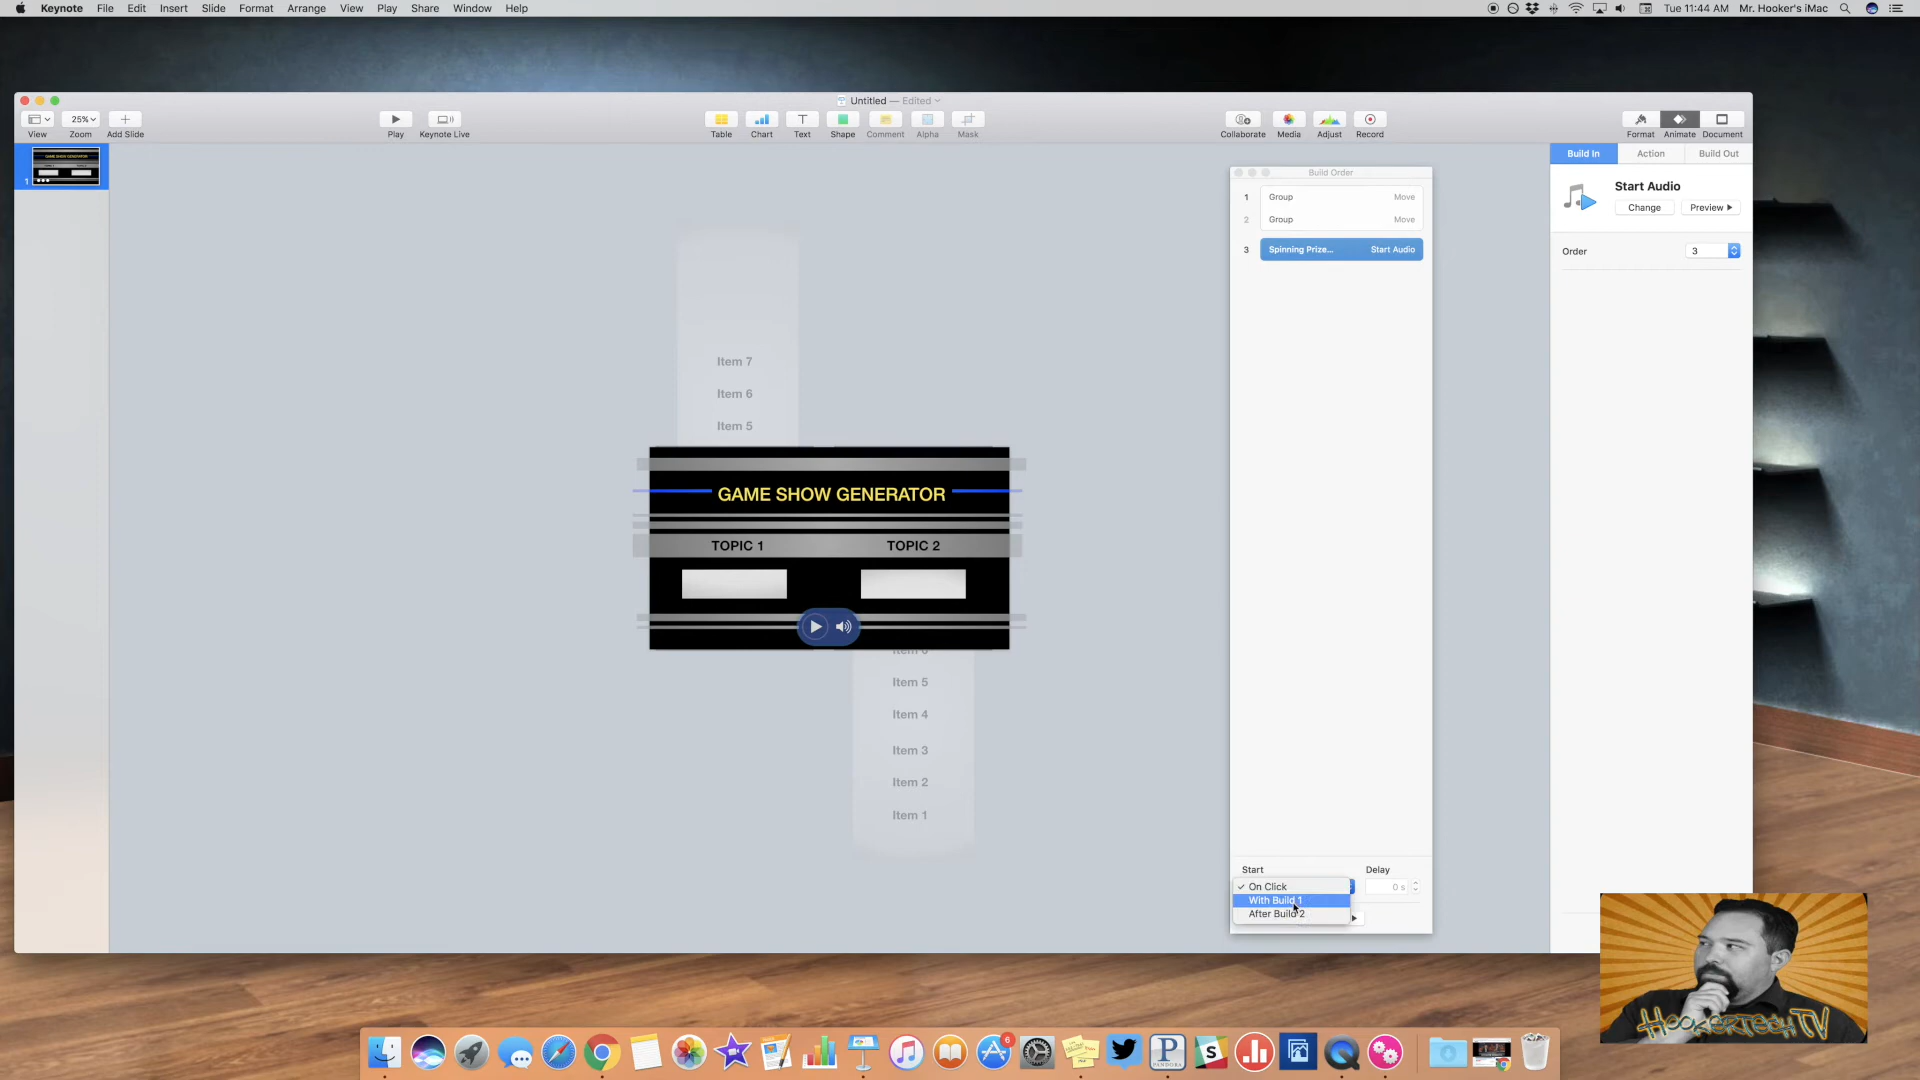 Keynote File Edit Insert Slide Format Arrange View Play Share Window Help
Tue 11:44 AM Mr. Hooker's iMac
Untitled — Edited
25%
View Zoom Add Slide Play Keynote Live Table Chart Text Shape Comment Alpha Mask Collaborate Media Adjust Record Format Animate Document
1
Build Order
1 Group Move
2 Group Move
3 Spinning Prize... Start Audio
Build In Action Build Out
Start Audio
Change Preview
Order 3
Item 7
Item 6
Item 5
GAME SHOW GENERATOR
TOPIC 1 TOPIC 2
Item 5
Item 4
Item 3
Item 2
Item 1
Start Delay
✓ On Click
0 s
With Build 1
After Build 2
HOOKERTECHTV
6
PANDORA